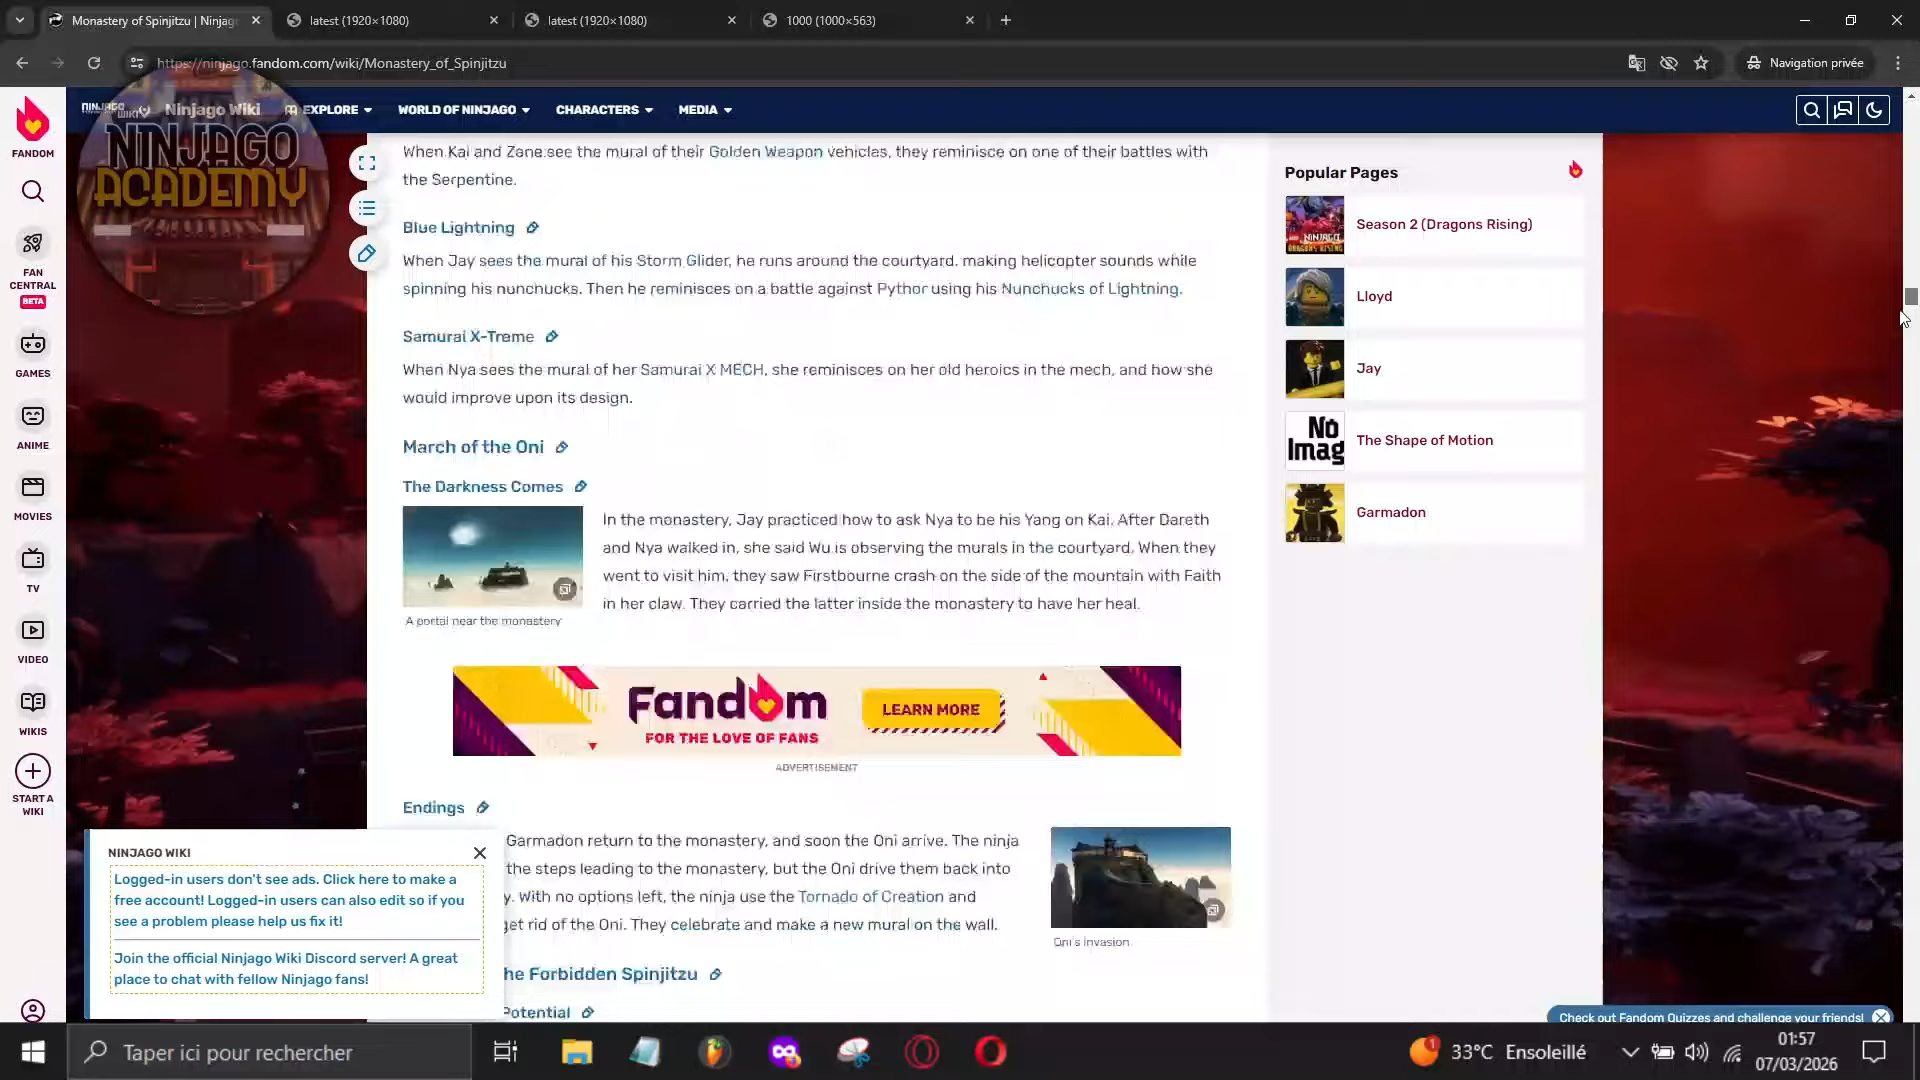 Monastery of Spinjitzu | Ninjag
latest (1920×1080)
latest (1920×1080)
1000 (1000×563)
https://ninjago.fandom.com/wiki/Monastery_of_Spinjitzu
Navigation privée
NINJAGO
WIKI
Ninjago Wiki
EXPLORE
WORLD OF NINJAGO
CHARACTERS
MEDIA
NINJAGO
ACADEMY
FANDOM
FAN
CENTRAL
BETA
GAMES
ANIME
MOVIES
TV
VIDEO
WIKIS
START A
WIKI
When Kai and Zane see the mural of their Golden Weapon vehicles, they reminisce on one of their battles with
the Serpentine.
Blue Lightning
When Jay sees the mural of his Storm Glider, he runs around the courtyard. making helicopter sounds while
spinning his nunchucks. Then he reminisces on a battle against Pythor using his Nunchucks of Lightning.
Samurai X-Treme
When Nya sees the mural of her Samurai X MECH, she reminisces on her old heroics in the mech, and how she
would improve upon its design.
March of the Oni
The Darkness Comes
In the monastery, Jay practiced how to ask Nya to be his Yang on Kai. After Dareth
and Nya walked in, she said Wu is observing the murals in the courtyard. When they
went to visit him, they saw Firstbourne crash on the side of the mountain with Faith
in her claw. They carried the latter inside the monastery to have her heal.
A portal near the monastery
Fandom
FOR THE LOVE OF FANS
LEARN MORE
ADVERTISEMENT
Endings
Garmadon return to the monastery, and soon the Oni arrive. The ninja
the steps leading to the monastery, but the Oni drive them back into
y. With no options left, the ninja use the Tornado of Creation and
get rid of the Oni. They celebrate and make a new mural on the wall.
Oni's Invasion
he Forbidden Spinjitzu
Potential
Popular Pages
Season 2 (Dragons Rising)
Lloyd
Jay
No
Imag
The Shape of Motion
Garmadon
NINJAGO WIKI
Logged-in users don't see ads. Click here to make a
free account! Logged-in users can also edit so if you
see a problem please help us fix it!
Join the official Ninjago Wiki Discord server! A great
place to chat with fellow Ninjago fans!
Check out Fandom Quizzes and challenge your friends!
Taper ici pour rechercher
1
33°C Ensoleillé
01:57
07/03/2026